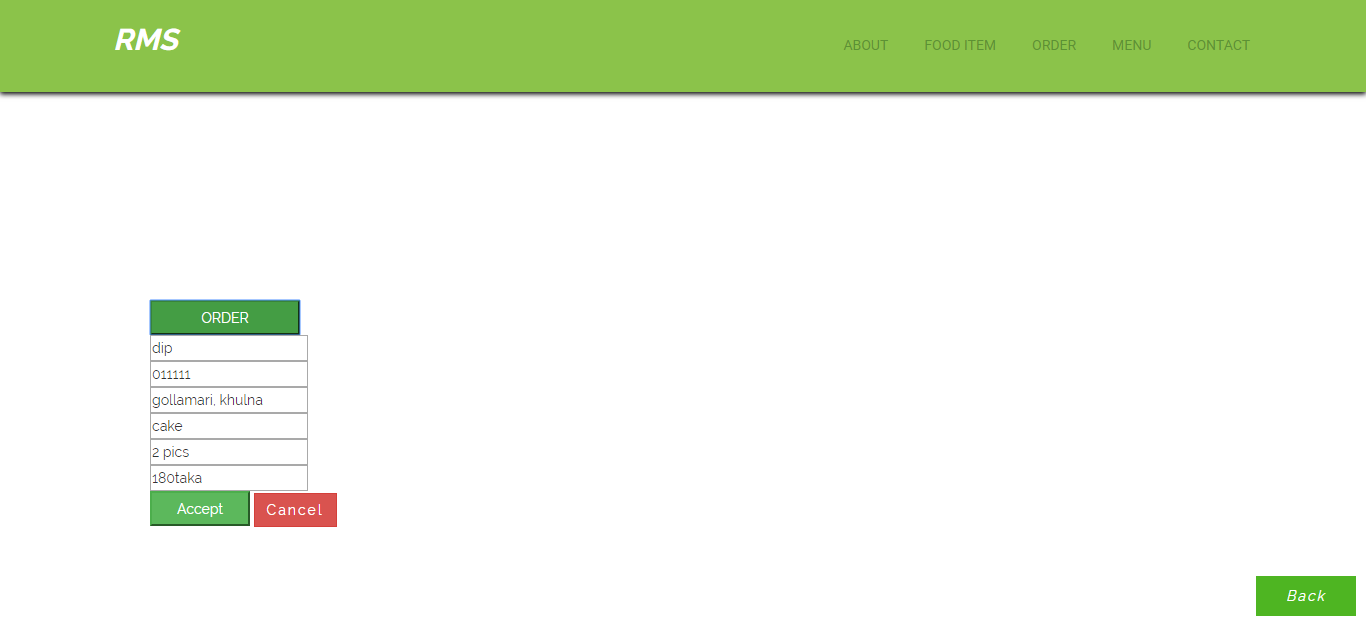 RMS
ABOUT FOOD ITEM ORDER MENU CONTACT
ORDER
dip
011111
gollamari, khulna
cake
2 pics
180taka
Accept Cancel
Back